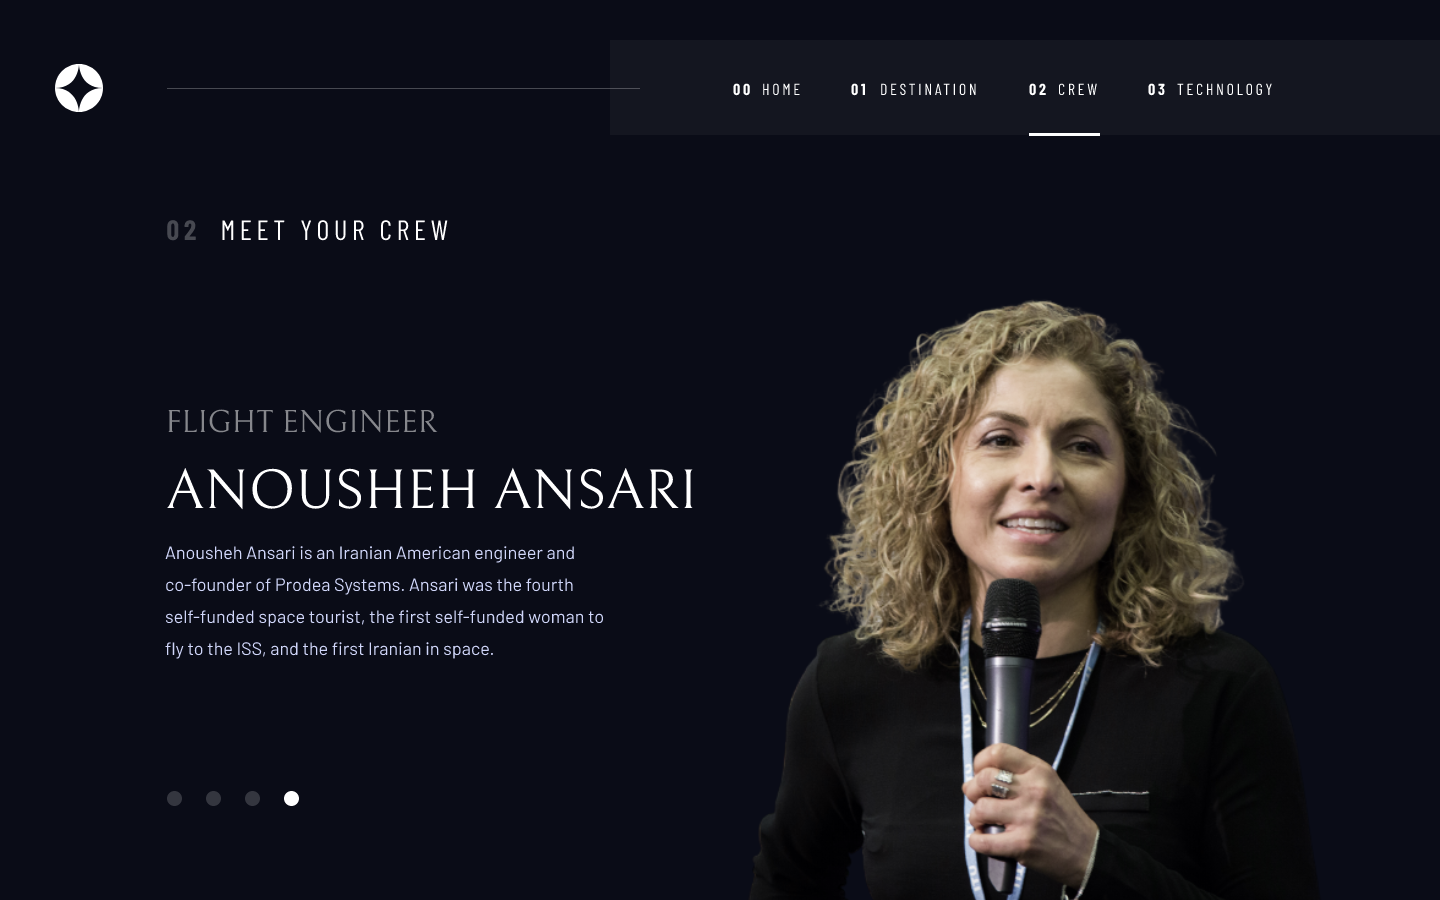 00 HOME
01 DESTINATION
02 CREW
03 TECHNOLOGY
02 MEET YOUR CREW
FLIGHT ENGINEER
ANOUSHEH ANSARI
Anousheh Ansari is an Iranian American engineer and
co-founder of Prodea Systems. Ansari was the fourth
self-funded space tourist, the first self-funded woman to
fly to the ISS, and the first Iranian in space.